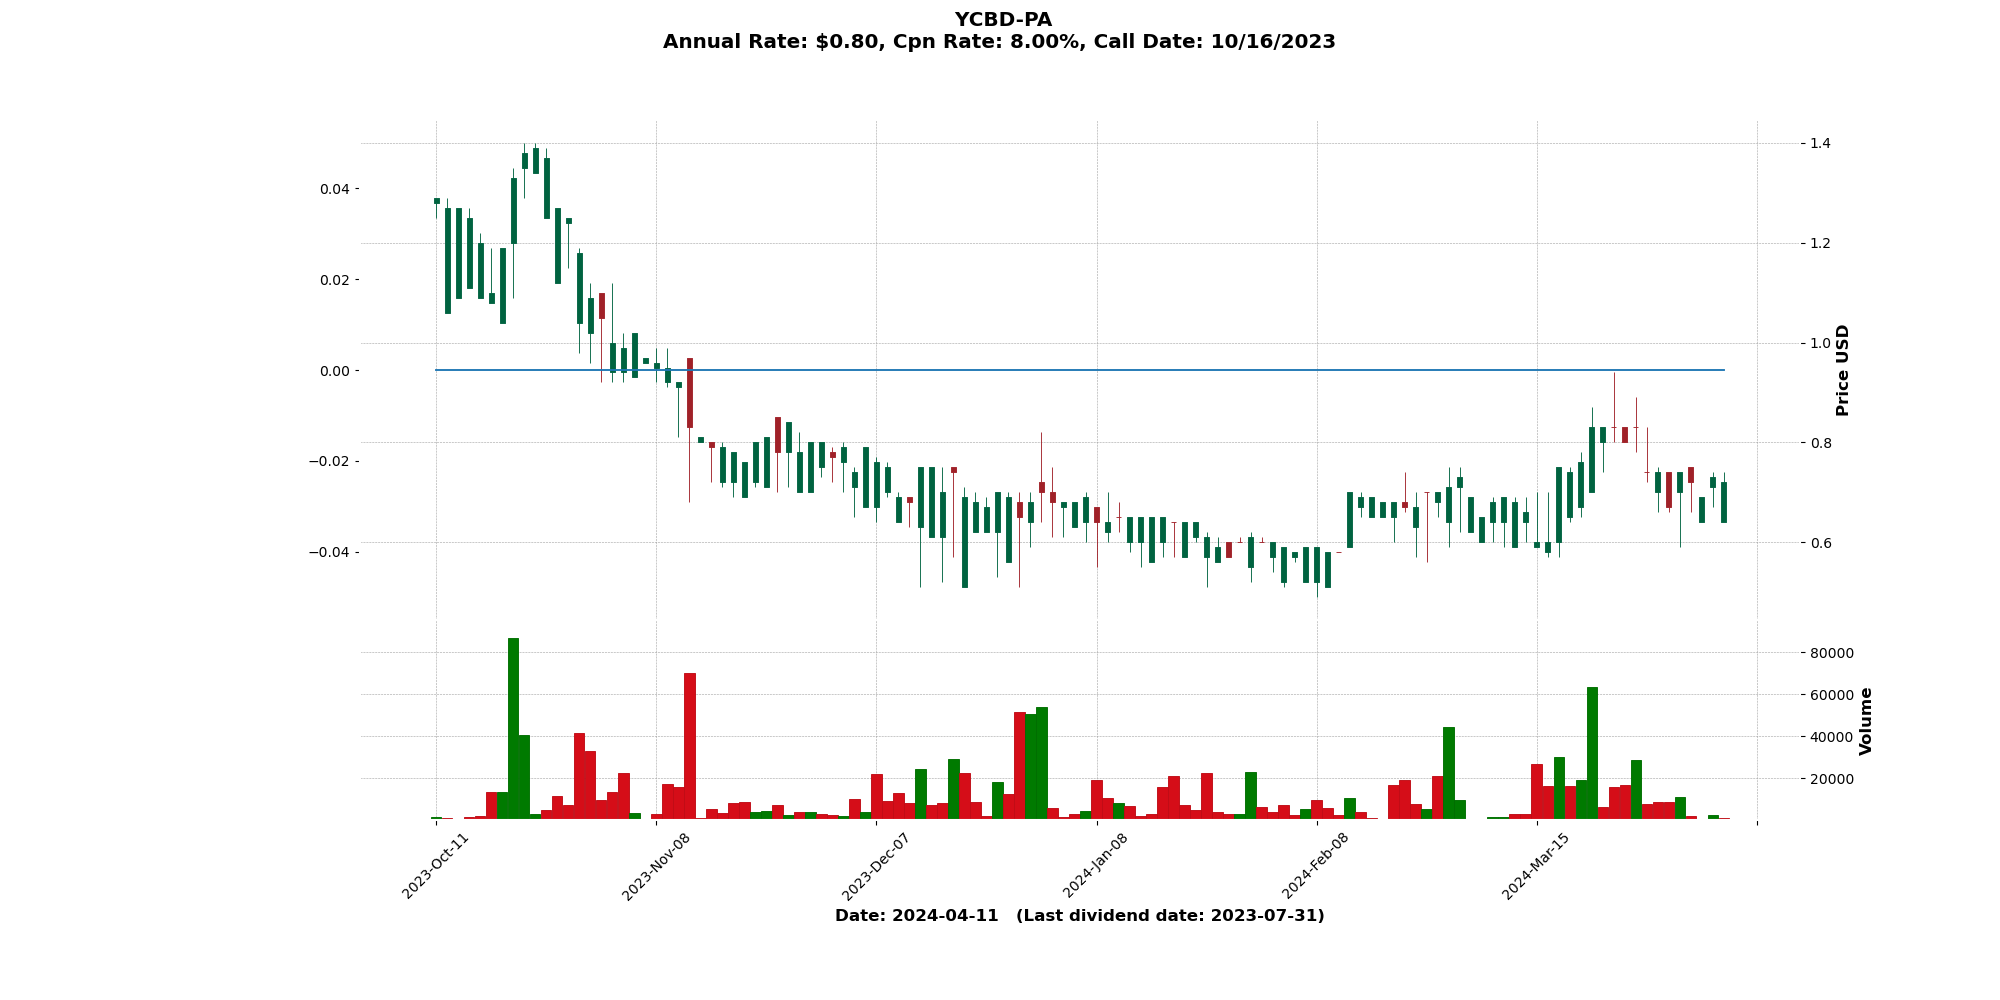 YCBD-PA
Annual Rate: $0.80, Cpn Rate: 8.00%, Call Date: 10/16/2023
0.04
0.02
0.00
−0.02
−0.04
1.4
1.2
1.0
0.8
0.6
Price USD
80000
60000
40000
20000
Volume
2023-Oct-11
2023-Nov-08
2023-Dec-07
2024-Jan-08
2024-Feb-08
2024-Mar-15
Date: 2024-04-11   (Last dividend date: 2023-07-31)